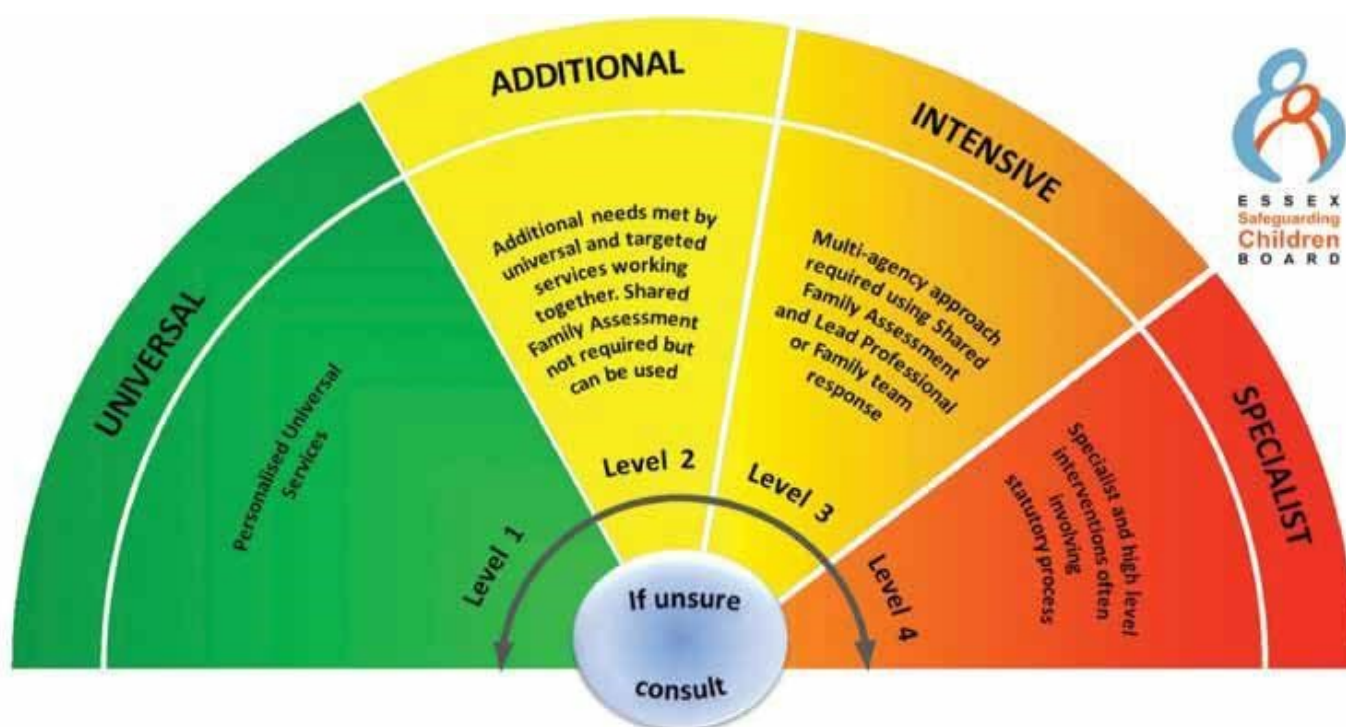 UNIVERSAL
Personalised Universal
Services
Level 1
ADDITIONAL
Additional needs met by
universal and targeted
services working
together. Shared
Family Assessment
not required but
can be used
Level 2
INTENSIVE
Multi-agency approach
required using Shared
Family Assessment
and Lead Professional
or Family team
response
Level 3
SPECIALIST
Specialist and high level
interventions often
involving
statutory process
Level 4
If unsure
consult
ESSEX
Safeguarding
Children
BOARD